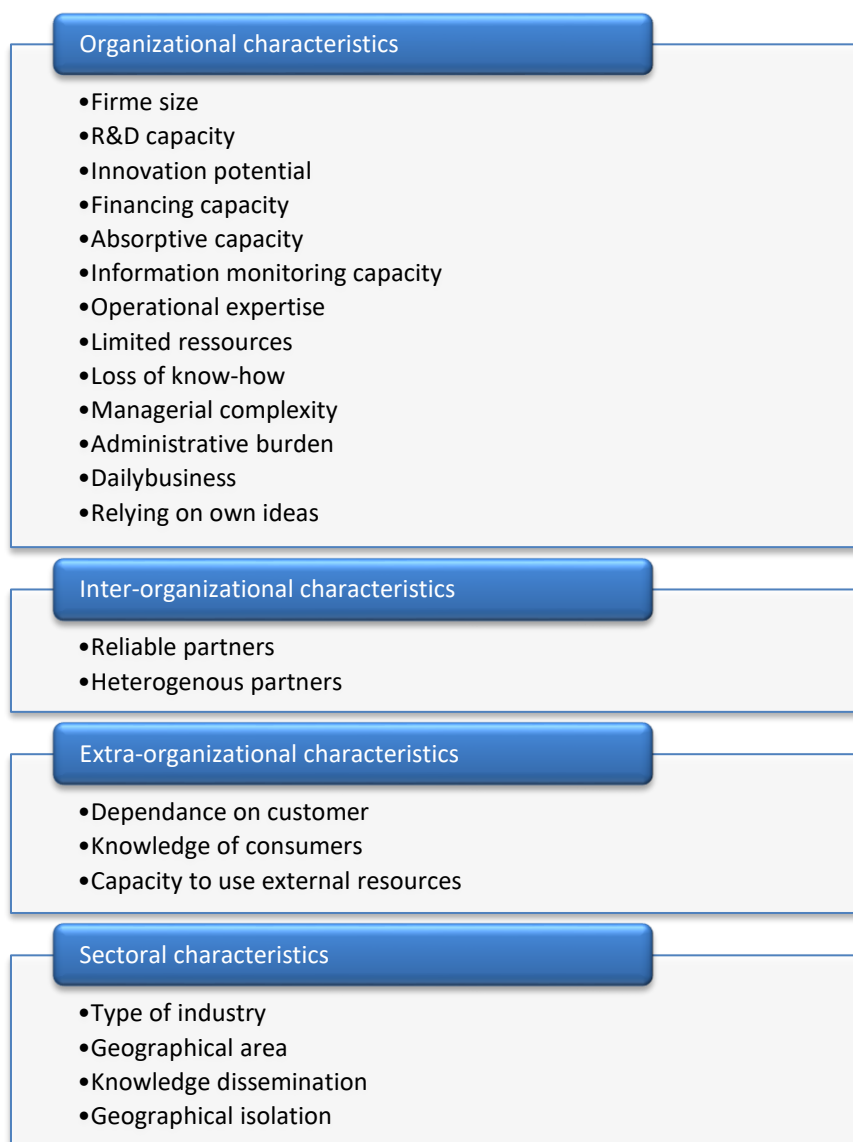 Organizational characteristics
•Firme size
•R&D capacity
•Innovation potential
•Financing capacity
•Absorptive capacity
•Information monitoring capacity
•Operational expertise
•Limited ressources
•Loss of know-how
•Managerial complexity
•Administrative burden
•Dailybusiness
•Relying on own ideas
Inter-organizational characteristics
•Reliable partners
•Heterogenous partners
Extra-organizational characteristics
•Dependance on customer
•Knowledge of consumers
•Capacity to use external resources
Sectoral characteristics
•Type of industry
•Geographical area
•Knowledge dissemination
•Geographical isolation